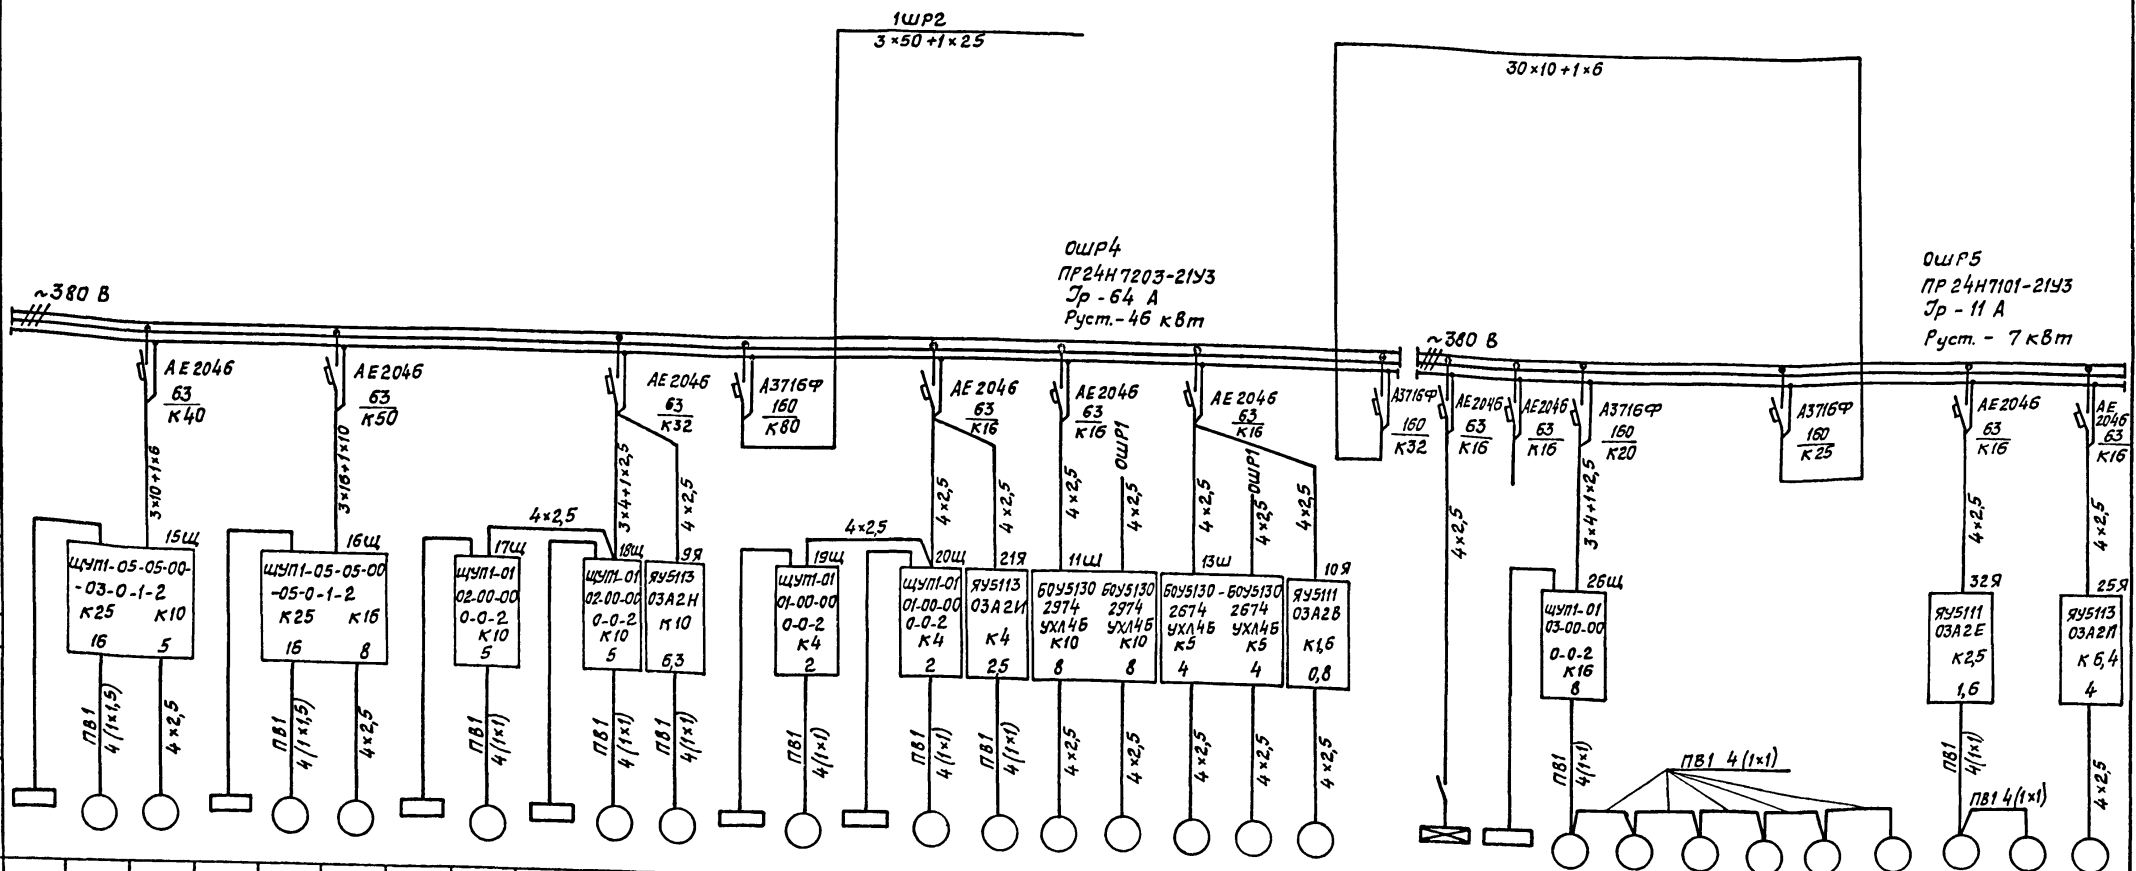 1ШР2
3×50+1×25
30×10+1×6
ОШР4
ПР24Н7203-21У3
Iр - 64 А
Руст.- 46 кВт
ОШР5
ПР 24Н7101-21У3
Iр - 11 А
Руст. - 7 кВт
~380 В
~380 В
АЕ2046
63
К40
АЕ2046
63
К50
АЕ2046
63
К32
А3716Ф
160
К80
АЕ2046
63
К16
АЕ2046
63
К16
АЕ2046
63
К16
А3716Ф
160
К32
АЕ2046
63
К16
АЕ2046
63
К16
А3716Ф
160
К20
А3716Ф
160
К25
АЕ2046
63
К16
АЕ
2046
63
К16
3×10+1×6
3×16+1×10
3×4+1×2,5
4×2,5
4×2,5
4×2,5
4×2,5
ОШР1
4×2,5
4×2,5
ОШР1
4×2,5
4×2,5
4×2,5
3×4+1×2,5
4×2,5
4×2,5
4×2,5
4×2,5
15Щ
ЩУП1-05-05-00-
-03-0-1-2
К25 К10
16 5
16Щ
ЩУП1-05-05-00
-05-0-1-2
К25 К16
16 8
17Щ
ЩУП1-01
02-00-00
0-0-2
К10
5
18Щ
ЩУП1-01
02-00-00
0-0-2
К10
5
9Я
ЯУ5113
03А2Н
К10
6,3
19Щ
ЩУП1-01
01-00-00
0-0-2
К4
2
20Щ
ЩУП1-01
01-00-00
0-0-2
К4
2
21Я
ЯУ5113
03А2И
К4
25
11Ш
БОУ5130 БОУ5130
2974 2974
УХЛ4Б УХЛ4Б
К10 К10
8 8
13Ш
БОУ5130 - БОУ5130
2674 2674
УХЛ4Б УХЛ4Б
К5 К5
4 4
10Я
ЯУ5111
03А2В
К1,6
0,8
26Щ
ЩУП1-01
03-00-00
0-0-2
К16
8
32Я
ЯУ5111
03А2Е
К2,5
1,6
25Я
ЯУ5113
03А2Л
К6,4
4
ПВ1
4(1×1,5)
4×2,5
ПВ1
4(1×1,5)
4×2,5
ПВ1
4(1×1)
ПВ1
4(1×1)
ПВ1
4(1×1)
ПВ1
4(1×1)
ПВ1
4(1×1)
ПВ1
4(1×1)
4×2,5
4×2,5
4×2,5
4×2,5
4×2,5
ПВ1
4(1×1)
ПВ1 4(1×1)
ПВ1
4(1×1)
ПВ1 4(1×1)
4×2,5